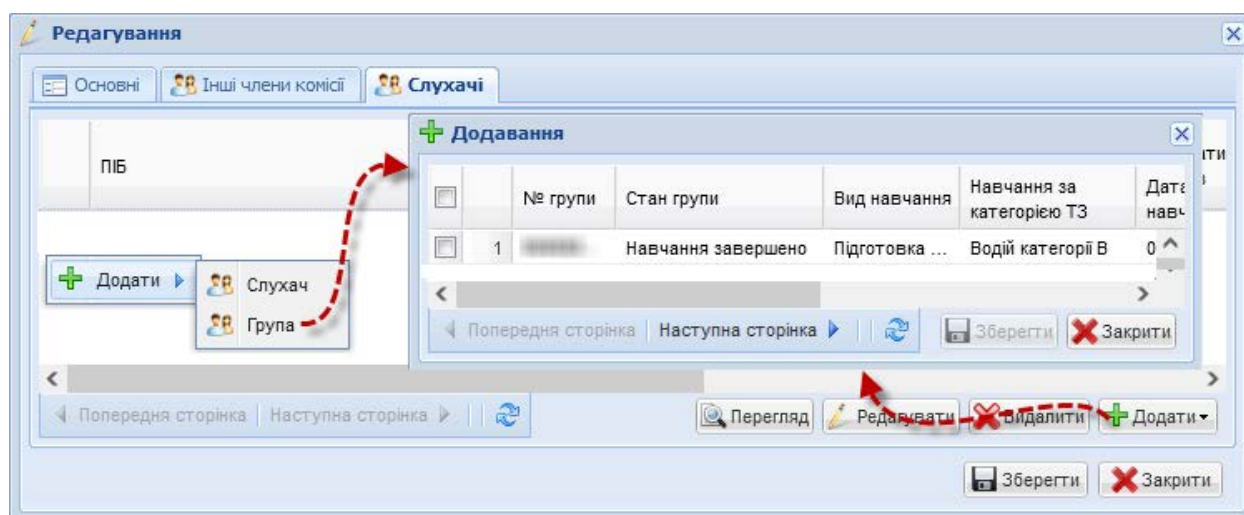 Редагування
Основні Інші члени комісії Слухачі
ПІБ
Додавання
№ групи Стан групи Вид навчання Навчання за категорією ТЗ Дата
1 Навчання завершено Підготовка ... Водій категорії В 0
Додати
Слухач
Група
Попередня сторінка Наступна сторінка Зберегти Закрити
Попередня сторінка Наступна сторінка Перегляд Редагувати Видалити Додати
Зберегти Закрити